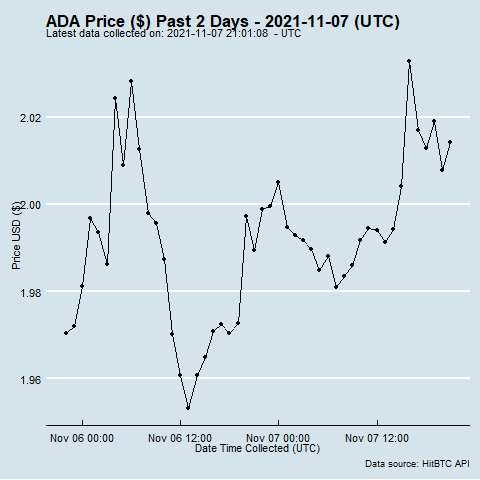 ADA Price ($) Past 2 Days - 2021-11-07 (UTC)
Latest data collected on: 2021-11-07 21:01:08 - UTC
2.02
2.00
1.98
1.96
Price USD ($)
Nov 06 00:00 Nov 06 12:00 Nov 07 00:00 Nov 07 12:00
Date Time Collected (UTC)
Data source: HitBTC API